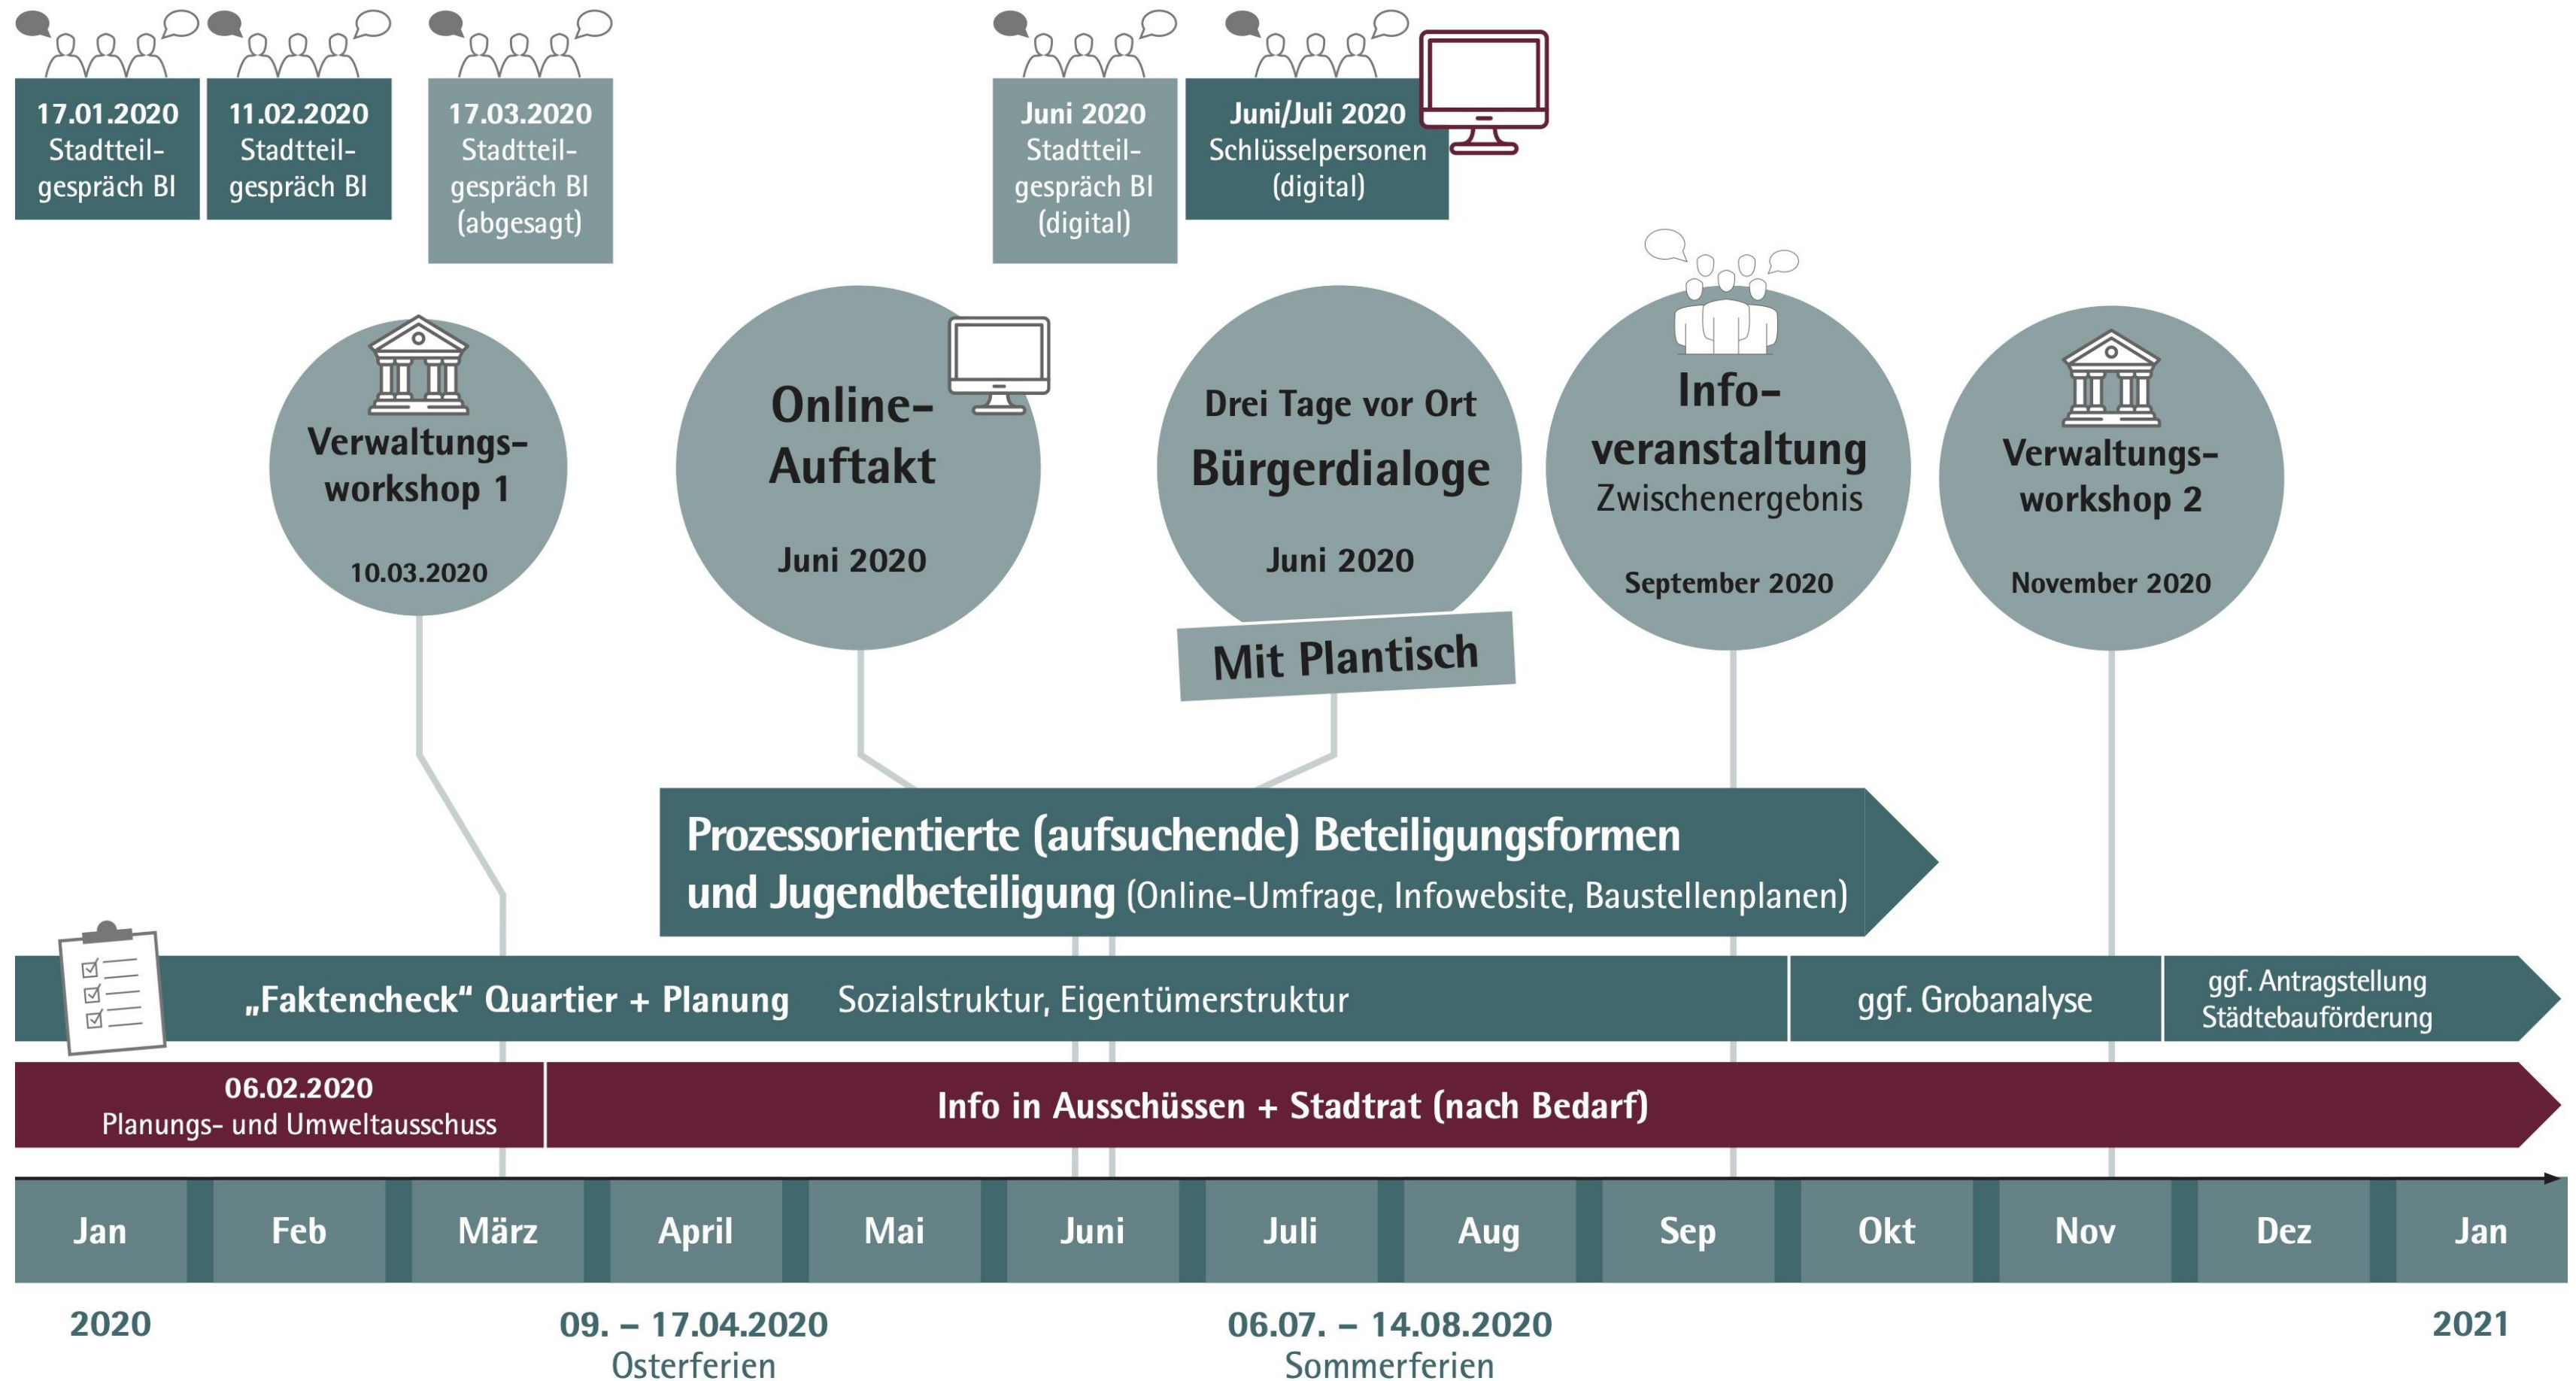 17.01.2020
Stadtteil-
gespräch BI
11.02.2020
Stadtteil-
gespräch BI
17.03.2020
Stadtteil-
gespräch BI
(abgesagt)
Juni 2020
Stadtteil-
gespräch BI
(digital)
Juni/Juli 2020
Schlüsselpersonen
(digital)
Verwaltungs-
workshop 1
10.03.2020
Online-
Auftakt
Juni 2020
Drei Tage vor Ort
Bürgerdialoge
Juni 2020
Mit Plantisch
Info-
veranstaltung
Zwischenergebnis
September 2020
Verwaltungs-
workshop 2
November 2020
Prozessorientierte (aufsuchende) Beteiligungsformen
und Jugendbeteiligung (Online-Umfrage, Infowebsite, Baustellenplanen)
„Faktencheck“ Quartier + Planung Sozialstruktur, Eigentümerstruktur
ggf. Grobanalyse
ggf. Antragstellung
Städtebauförderung
06.02.2020
Planungs- und Umweltausschuss
Info in Ausschüssen + Stadtrat (nach Bedarf)
Jan Feb März April Mai Juni Juli Aug Sep Okt Nov Dez Jan
2020
09. – 17.04.2020
Osterferien
06.07. – 14.08.2020
Sommerferien
2021